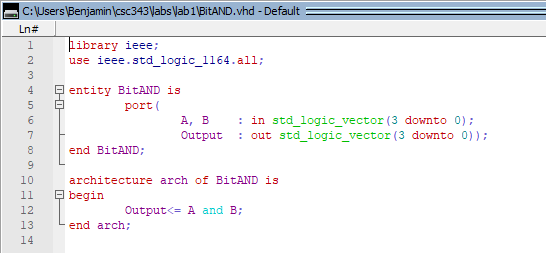 C:\Users\Benjamin\csc343\labs\lab1\BitAND.vhd - Default
Ln#
1 library ieee;
2 use ieee.std_logic_1164.all;
3
4 entity BitAND is
5 port(
6 A, B : in std_logic_vector(3 downto 0);
7 Output : out std_logic_vector(3 downto 0));
8 end BitAND;
9
10 architecture arch of BitAND is
11 begin
12 Output<= A and B;
13 end arch;
14